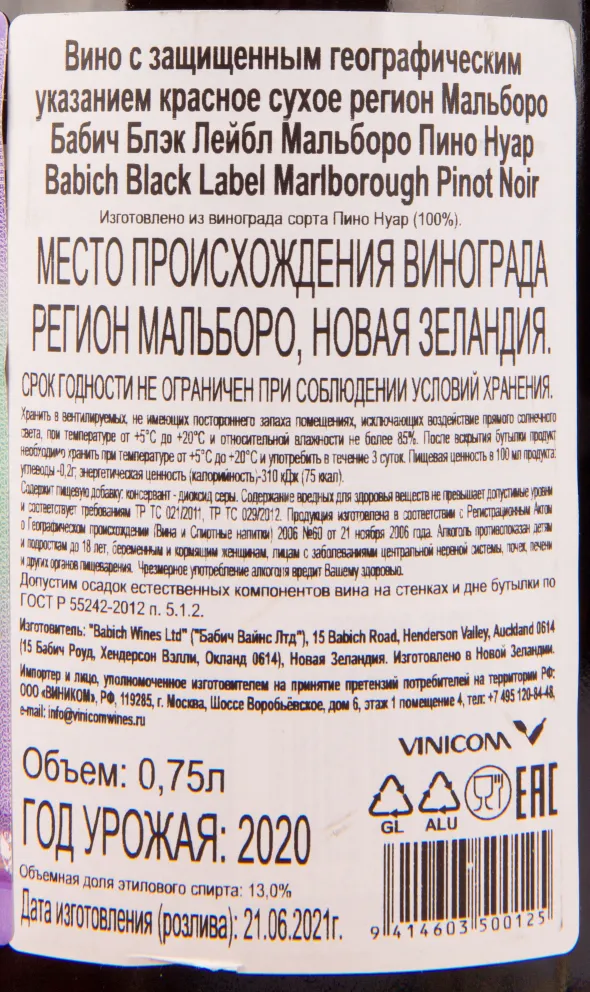 Вино с защищенным географическим
указанием красное сухое регион Мальборо
Бабич Блэк Лейбл Мальборо Пино Нуар
Babich Black Label Marlborough Pinot Noir
Изготовлено из винограда сорта Пино Нуар (100%).
МЕСТО ПРОИСХОЖДЕНИЯ ВИНОГРАДА
РЕГИОН МАЛЬБОРО, НОВАЯ ЗЕЛАНДИЯ.
СРОК ГОДНОСТИ НЕ ОГРАНИЧЕН ПРИ СОБЛЮДЕНИИ УСЛОВИЙ ХРАНЕНИЯ.
Хранить в вентилируемых, не имеющих постороннего запаха помещениях, исключающих воздействие прямого солнечного
света, при температуре от +5°С до +20°С и относительной влажности не более 85%. После вскрытия бутылки продукт
необходимо хранить при температуре от +5°С до +20°С и употребить в течение 3 суток. Пищевая ценность в 100 мл продукта:
углеводы -0,2г; энергетическая ценность (калорийность)-310 кДж (75 ккал).
Содержит пищевую добавку: консервант - диоксид серы. Содержание вредных для здоровья веществ не превышает допустимые уровни
и соответствует требованиям ТР ТС 021/2011, ТР ТС 029/2012. Продукция изготовлена в соответствии с Регистрационным Актом
о Географическом происхождении (Вина и Спиртные напитки) 2006 №60 от 21 ноября 2006 года. Алкоголь противопоказан детям
и подросткам до 18 лет, беременным и кормящим женщинам, лицам с заболеваниями центральной нервной системы, почек, печени
и других органов пищеварения. Чрезмерное употребление алкоголя вредит Вашему здоровью.
Допустим осадок естественных компонентов вина на стенках и дне бутылки по
ГОСТ Р 55242-2012 п. 5.1.2.
Изготовитель: "Babich Wines Ltd" ("Бабич Вайнс Лтд"), 15 Babich Road, Henderson Valley, Auckland 0614
(15 Бабич Роуд, Хендерсон Вэлли, Окланд 0614), Новая Зеландия. Изготовлено в Новой Зеландии.
Импортер и лицо, уполномоченное изготовителем на принятие претензий потребителей на территории РФ:
ООО «ВИНИКОМ», РФ, 119285, г. Москва, Шоссе Воробьёвское, дом 6, этаж 1 помещение 4, тел: +7 495 120-84-48,
e-mail: info@vinicomwines.ru
VINICOM
Объем: 0,75л
ГОД УРОЖАЯ: 2020
GL ALU EAC
Объемная доля этилового спирта: 13,0%
Дата изготовления (розлива): 21.06.2021г.
9 414603 500125